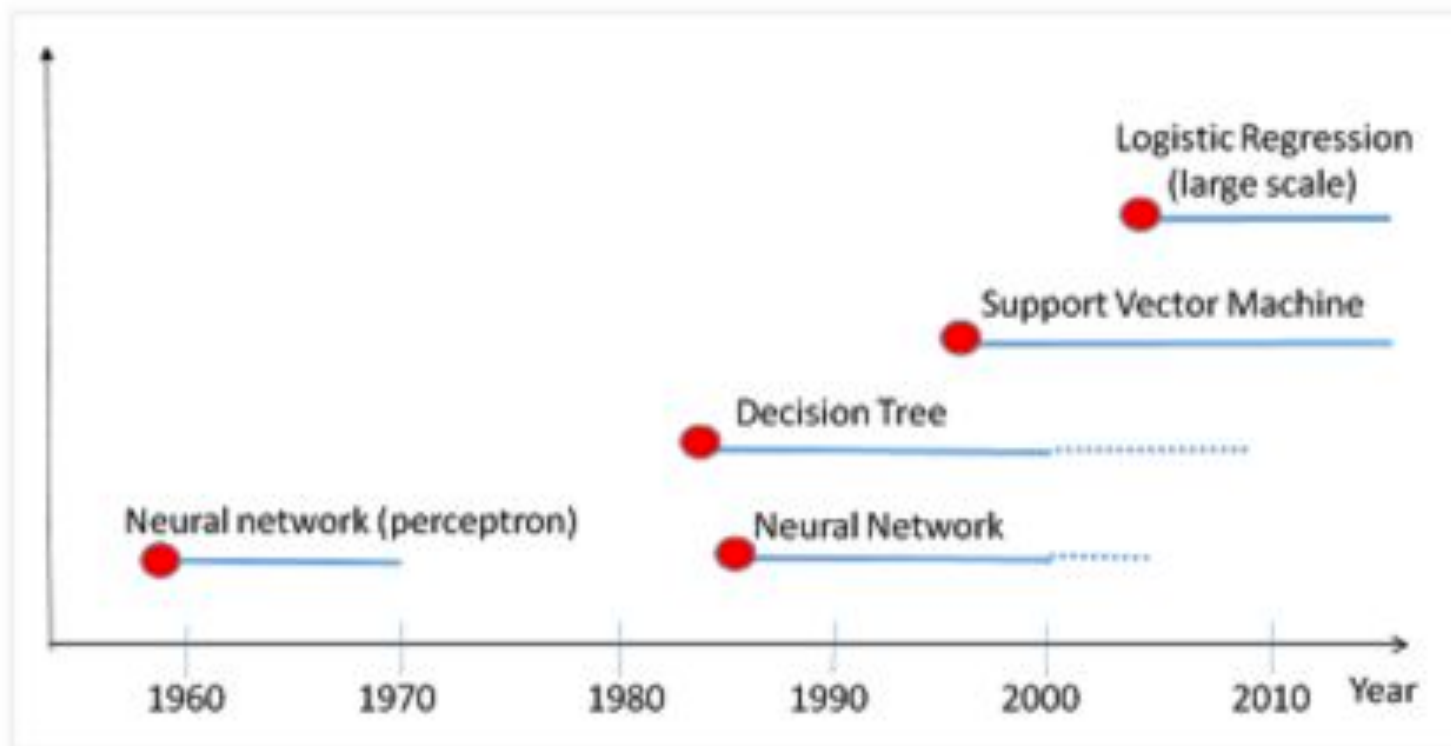 Logistic Regression
(large scale)
Support Vector Machine
Decision Tree
Neural network (perceptron)
Neural Network
1960 1970 1980 1990 2000 2010 Year